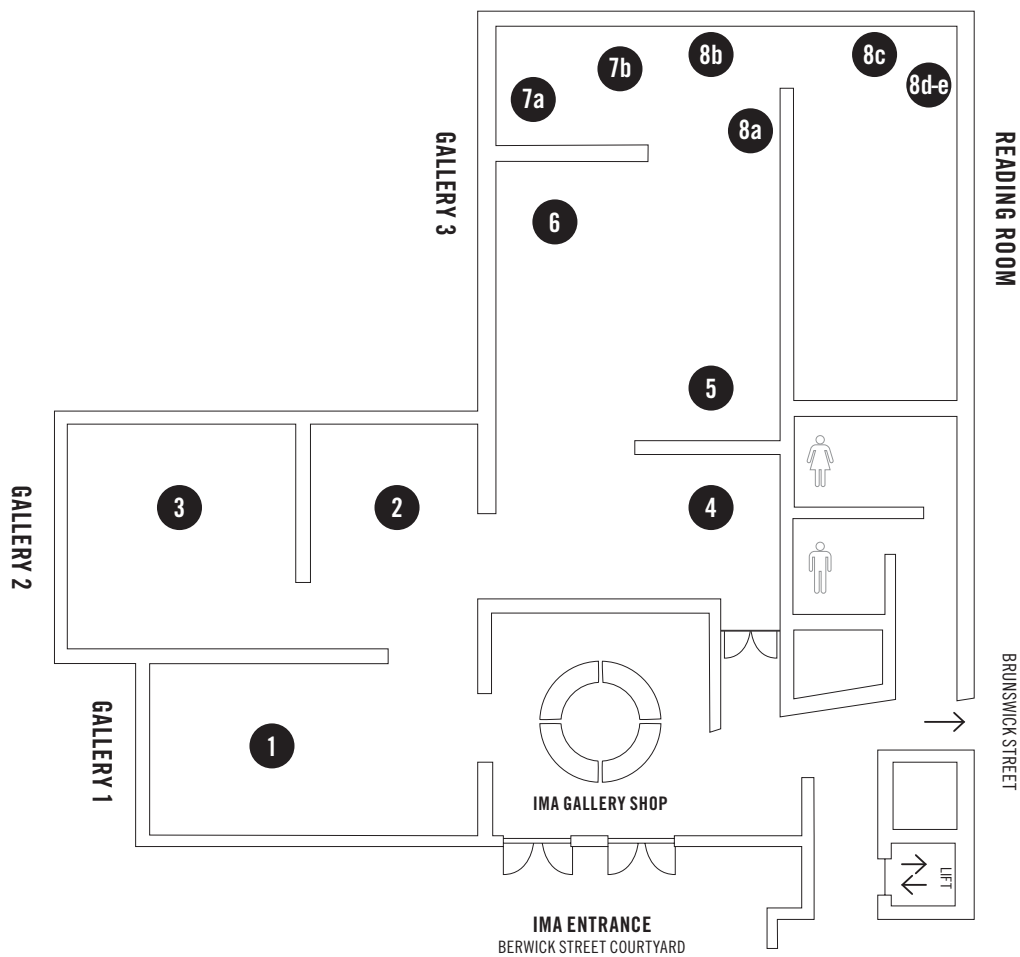 7a
7b
8b
8c
8d-e
8a
GALLERY 3
READING ROOM
6
5
GALLERY 2
3
2
4
GALLERY 1
1
IMA GALLERY SHOP
BRUNSWICK STREET
LIFT
IMA ENTRANCE
BERWICK STREET COURTYARD